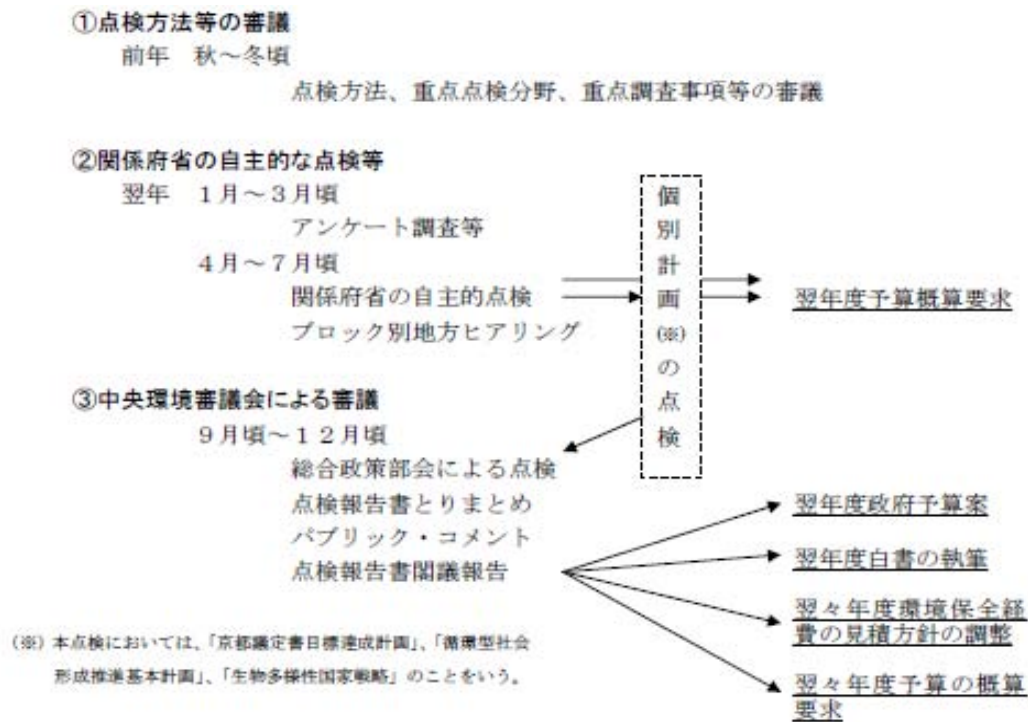 ①点検方法等の審議
前年　秋～冬頃
点検方法、重点点検分野、重点調査事項等の審議
②関係府省の自主的な点検等
翌年　１月～３月頃
アンケート調査等
４月～７月頃
関係府省の自主的点検
ブロック別地方ヒアリング
個別計画(※)の点検
翌年度予算概算要求
③中央環境審議会による審議
９月頃～１２月頃
総合政策部会による点検
点検報告書とりまとめ
パブリック・コメント
点検報告書閣議報告
翌年度政府予算案
翌年度白書の執筆
翌々年度環境保全経
費の見積方針の調整
翌々年度予算の概算
要求
(※) 本点検においては、「京都議定書目標達成計画」、「循環型社会
形成推進基本計画」、「生物多様性国家戦略」のことをいう。